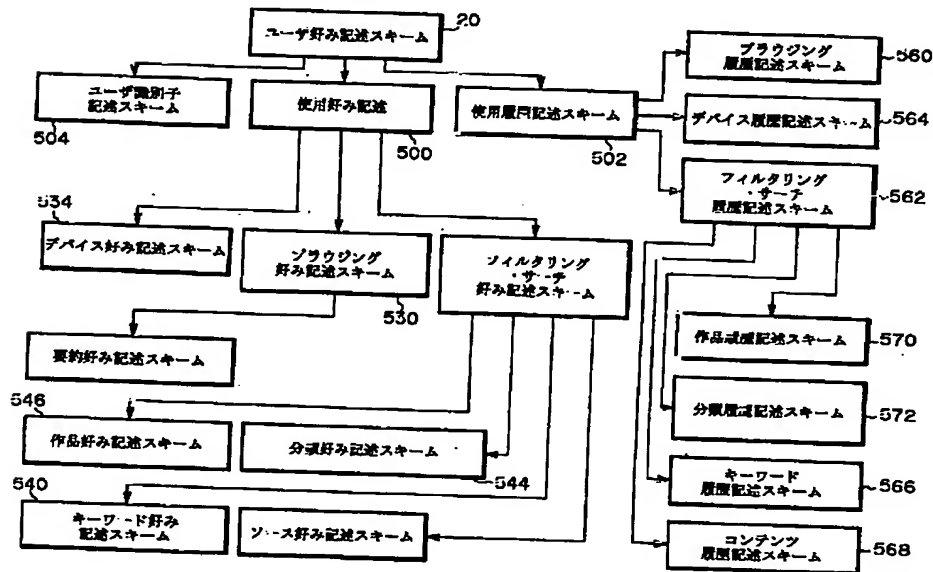 ユーザ好み記述スキーム
20
ユーザ識別子
記述スキーム
504
使用好み記述
500
使用履歴記述スキーム
502
ブラウジング
履歴記述スキーム
560
デバイス履歴記述スキーム
564
フィルタリング
・サーチ
履歴記述スキーム
562
534
デバイス好み記述スキーム
ブラウジング
好み記述スキーム
530
フィルタリング
・サーチ
好み記述スキーム
要約好み記述スキーム
作品履歴記述スキーム
570
546
作品好み記述スキーム
分類好み記述スキーム
544
分類履歴記述スキーム
572
540
キーワード好み
記述スキーム
ソース好み記述スキーム
キーワード
履歴記述スキーム
566
コンテンツ
履歴記述スキーム
568